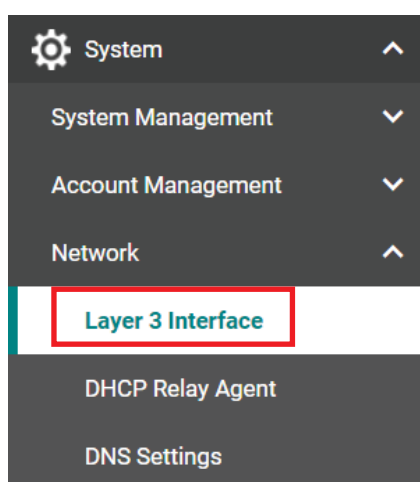 System
System Management
Account Management
Network
Layer 3 Interface
DHCP Relay Agent
DNS Settings